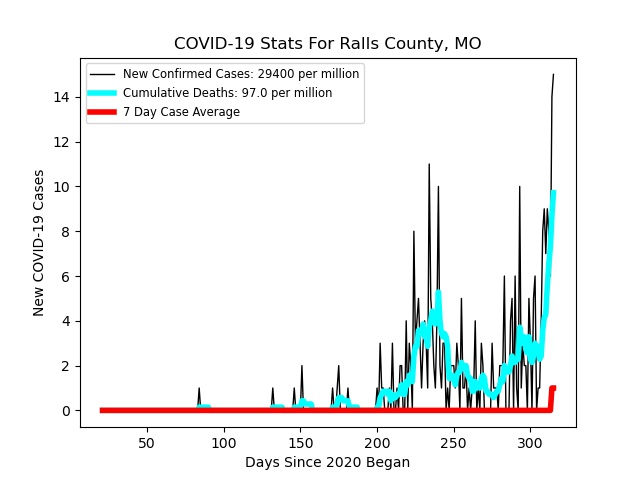 COVID-19 Stats For Ralls County, MO
New Confirmed Cases: 29400 per million
Cumulative Deaths: 97.0 per million
7 Day Case Average
New COVID-19 Cases
14
12
10
8
6
4
2
0
50 100 150 200 250 300
Days Since 2020 Began